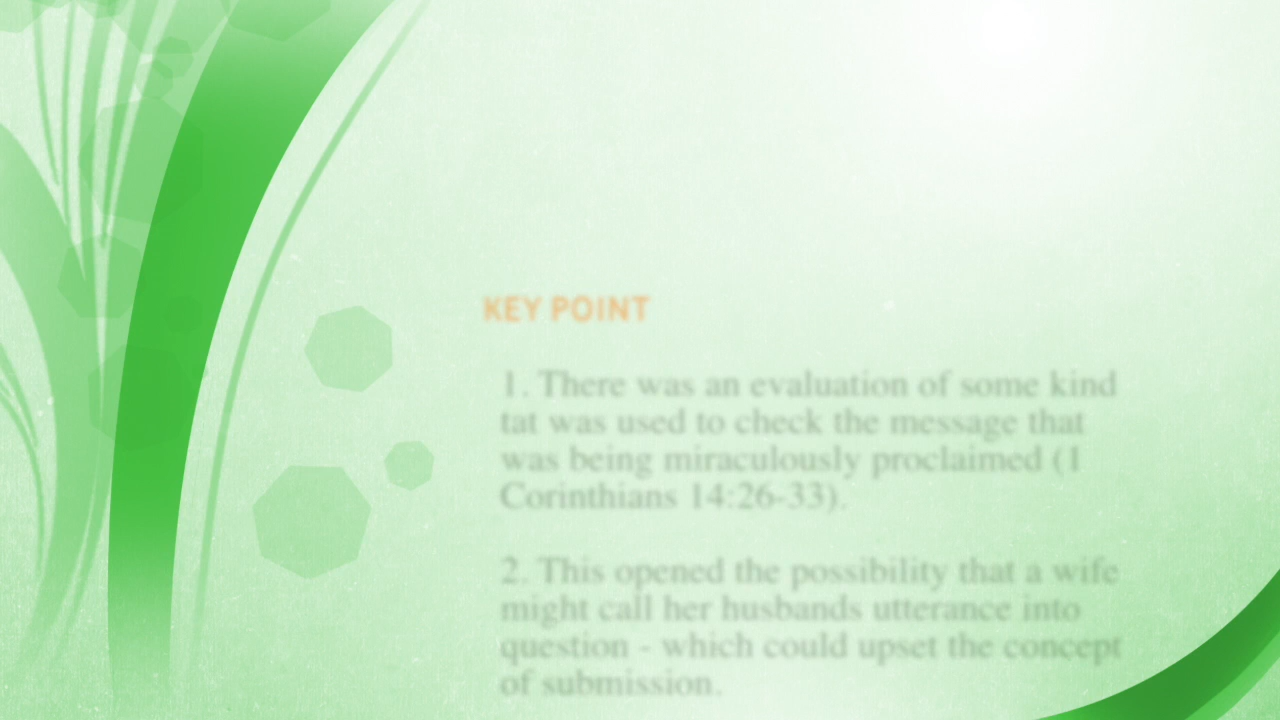 KEY POINT
1. There was an evaluation of some kind
tat was used to check the message that
was being miraculously proclaimed (1
Corinthians 14:26-33).
2. This opened the possibility that a wife
might call her husbands utterance into
question - which could upset the concept
of submission.